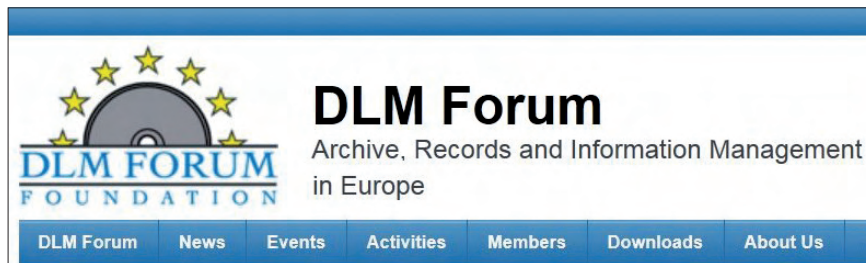 DLM FORUM
FOUNDATION
DLM Forum
Archive, Records and Information Management
in Europe
DLM Forum News Events Activities Members Downloads About Us